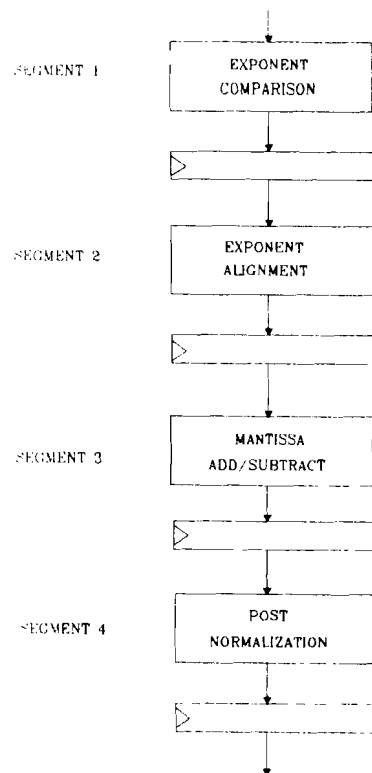 SEGMENT 1
EXPONENT
COMPARISON
SEGMENT 2
EXPONENT
ALIGNMENT
SEGMENT 3
MANTISSA
ADD/SUBTRACT
SEGMENT 4
POST
NORMALIZATION